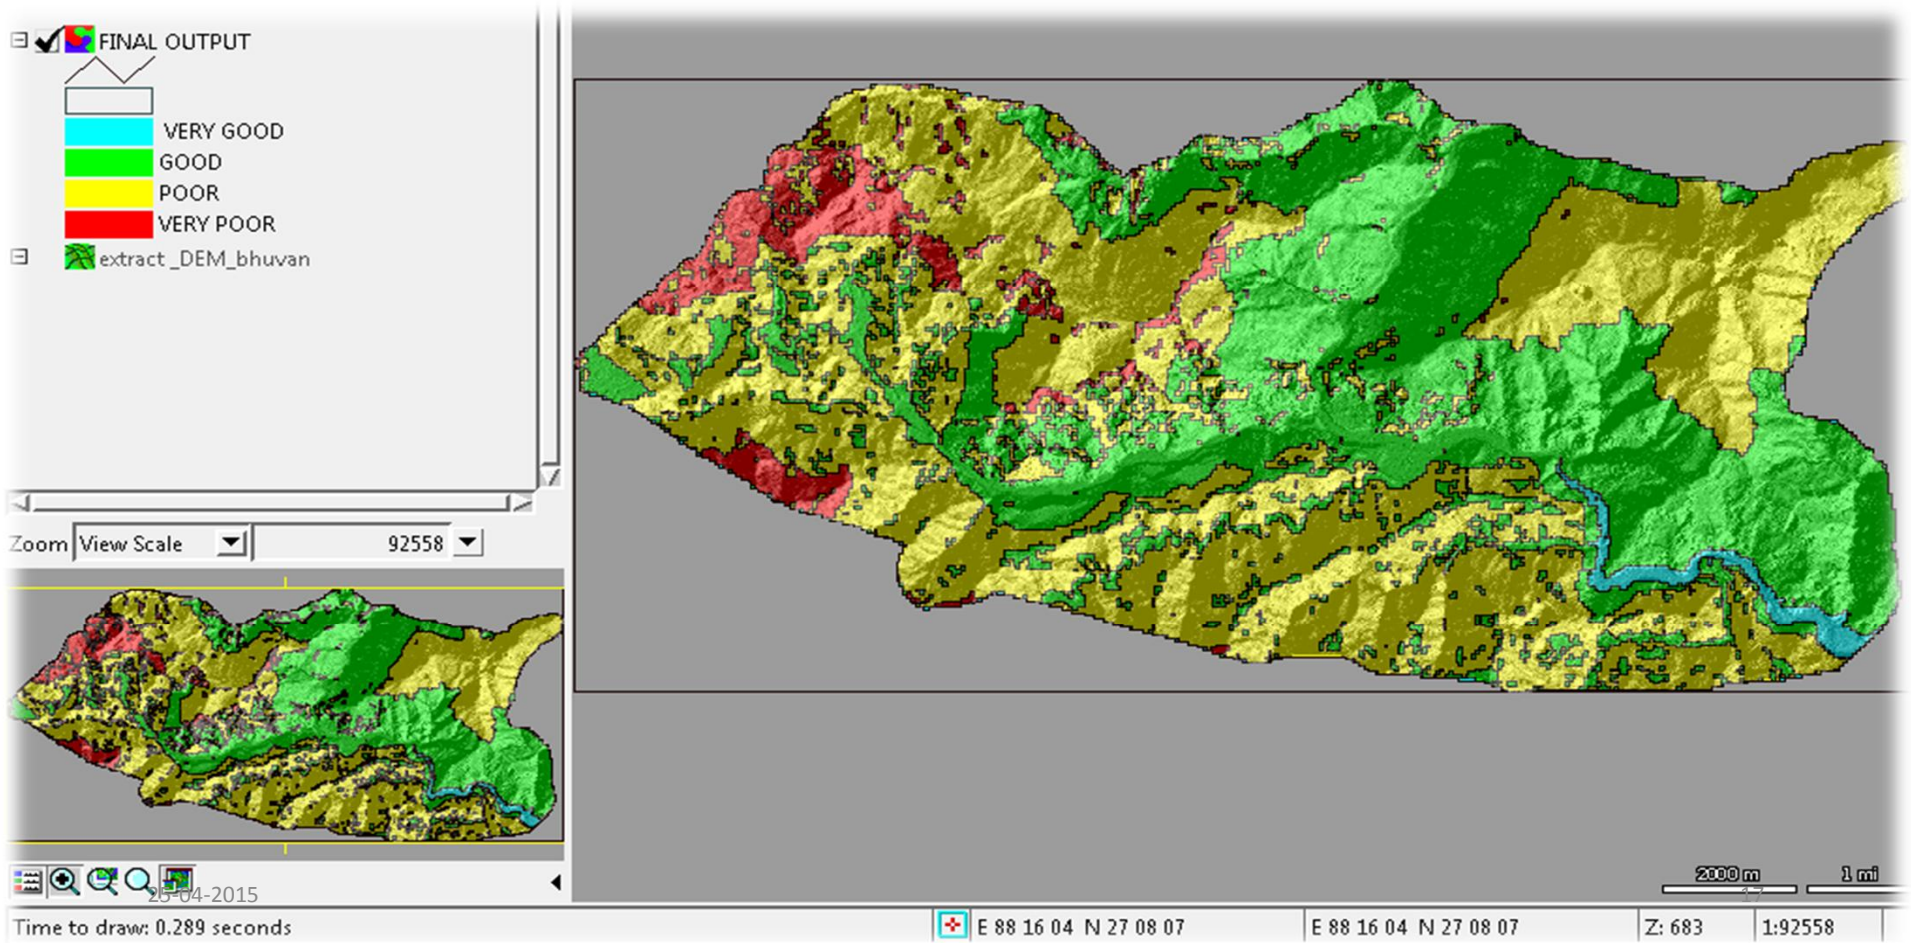 FINAL OUTPUT
VERY GOOD
GOOD
POOR
VERY POOR
extract _DEM_bhuvan
Zoom View Scale 92558
2000 m 1 mi
25-04-2015
17
Time to draw: 0.289 seconds E 88 16 04 N 27 08 07 E 88 16 04 N 27 08 07 Z: 683 1:92558